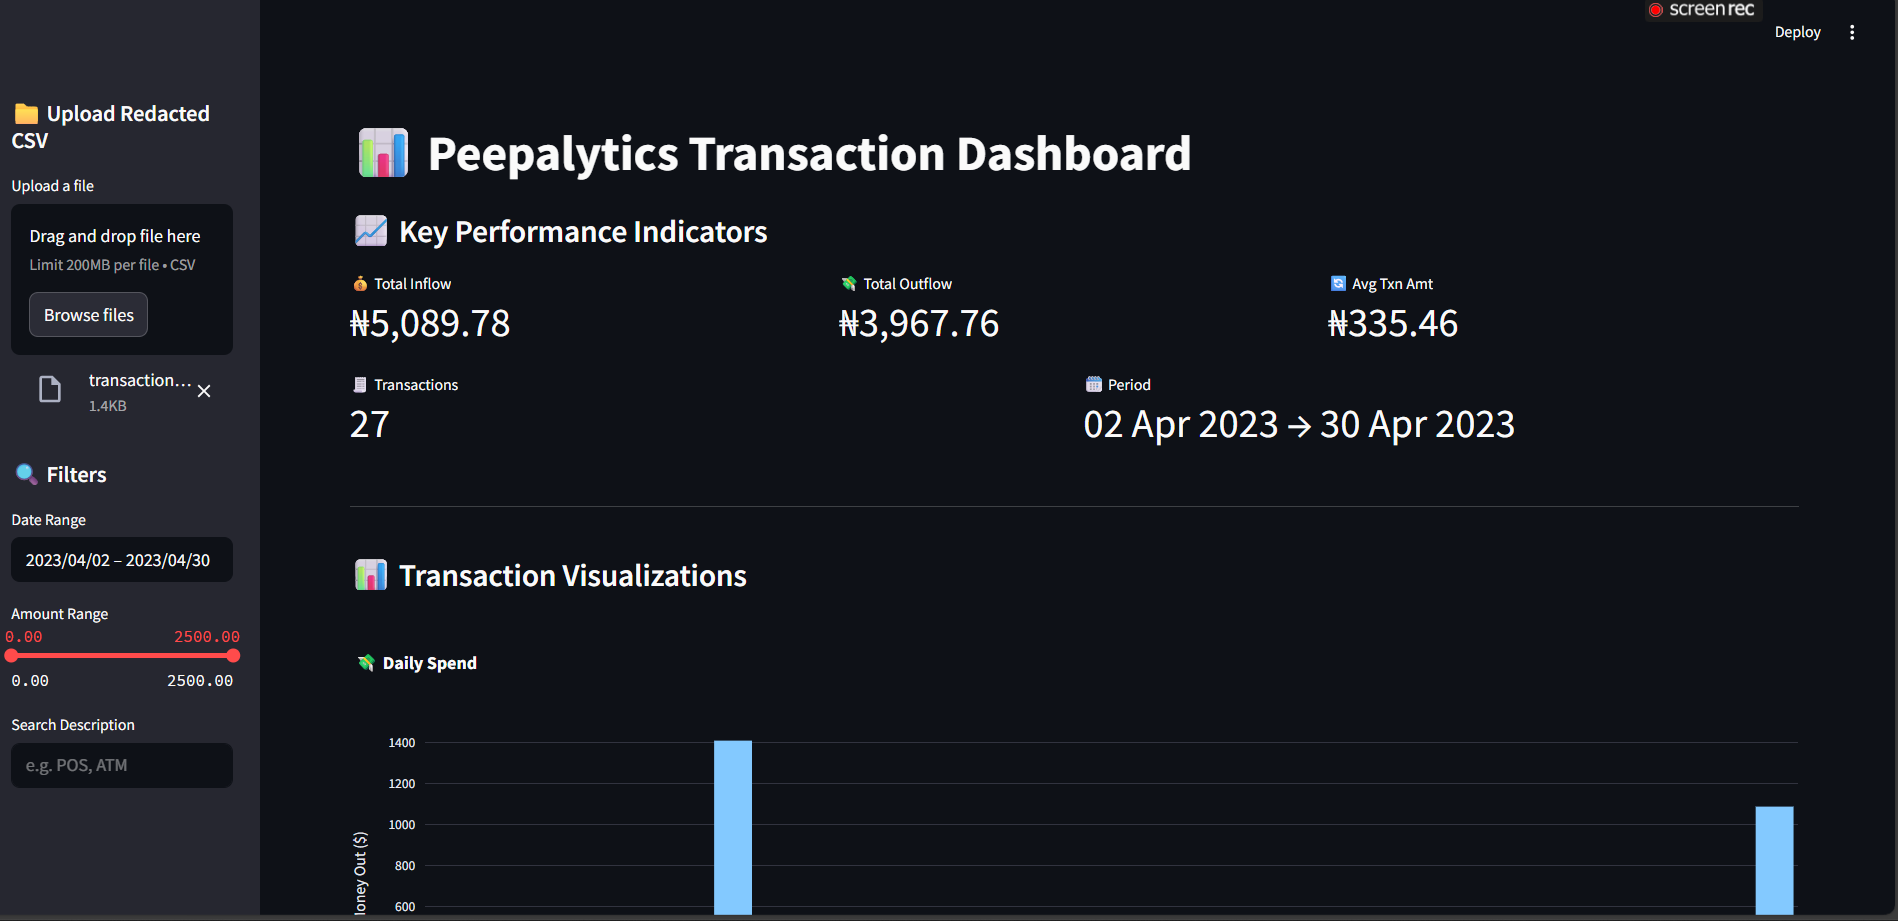 screenrec
Deploy
Upload Redacted
CSV
Upload a file
Drag and drop file here
Limit 200MB per file • CSV
Browse files
transaction...
1.4KB
Filters
Date Range
2023/04/02 – 2023/04/30
Amount Range
0.00 2500.00
0.00 2500.00
Search Description
e.g. POS, ATM
Peepalytics Transaction Dashboard
Key Performance Indicators
Total Inflow
₦5,089.78
Total Outflow
₦3,967.76
Avg Txn Amt
₦335.46
Transactions
27
Period
02 Apr 2023 → 30 Apr 2023
Transaction Visualizations
Daily Spend
1400
1200
1000
800
600
Out ($)